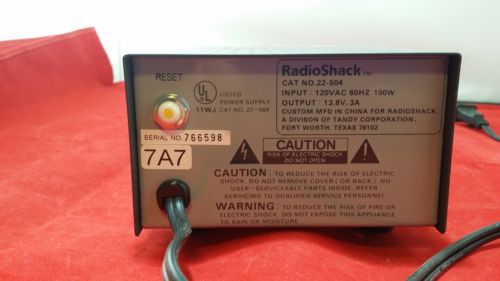 RESET
UL
LISTED
POWER SUPPLY
11WJ CAT NO. 22-504
RadioShack™
CAT NO.22-504
INPUT : 120VAC 60HZ 100W
OUTPUT : 13.8V. 3A
CUSTOM MFD IN CHINA FOR RADIOSHACK,
A DIVISON OF TANDY CORPORATION,
FORT WORTH, TEXAS 76102
SERIAL NO. 766598
7A7
CAUTION
RISK OF ELECTRIC SHOCK
DO NOT OPEN
CAUTION: TO REDUCE THE RISK OF ELECTRIC
SHOCK, DO NOT REMOVE COVER ( OR BACK / NO
USER-SERVICEABLE PARTS INSIDE. REFER
SERVICING TO QUALIFIED SERVICE PERSONNEL.
WARNING : TO REDUCE THE RISK OF FIRE OR
ELECTRIC SHOCK, DO NOT EXPOSE THIS APPLIANCE
TO RAIN OR MOISTURE